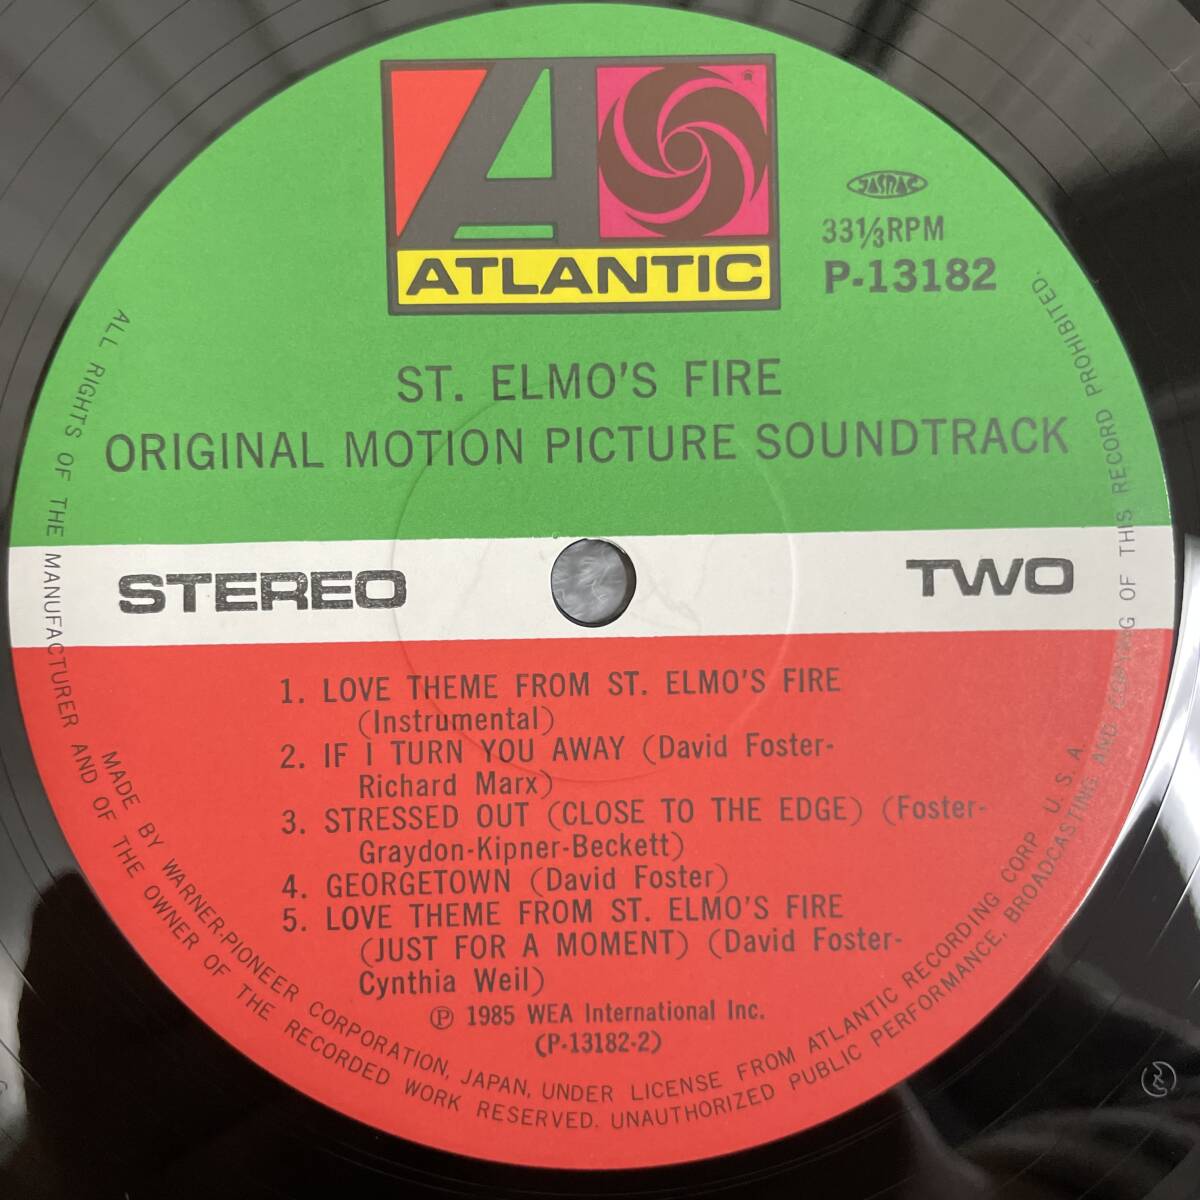 ATLANTIC
JASRAC
33⅓RPM
P-13182
ST. ELMO'S FIRE
ORIGINAL MOTION PICTURE SOUNDTRACK
STEREO
TWO
1. LOVE THEME FROM ST. ELMO'S FIRE
(Instrumental)
2. IF I TURN YOU AWAY (David Foster-
Richard Marx)
3. STRESSED OUT (CLOSE TO THE EDGE) (Foster-
Graydon-Kipner-Beckett)
4. GEORGETOWN (David Foster)
5. LOVE THEME FROM ST. ELMO'S FIRE
(JUST FOR A MOMENT) (David Foster-
Cynthia Weil)
Ⓟ 1985 WEA International Inc.
(P-13182-2)
MADE BY WARNER-PIONEER CORPORATION, JAPAN, UNDER LICENSE FROM ATLANTIC RECORDING CORP. U.S.A.
ALL RIGHTS OF THE MANUFACTURER AND OF THE OWNER OF THE RECORDED WORK RESERVED. UNAUTHORIZED PUBLIC PERFORMANCE, BROADCASTING AND COPYING OF THIS RECORD PROHIBITED.